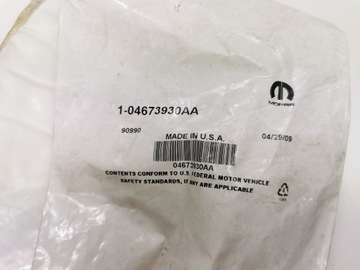 MOPAR
1-04673930AA
90990
MADE IN U.S.A.
04/29/09
04673930AA
CONTENTS CONFORM TO U.S. FEDERAL MOTOR VEHICLE
SAFETY STANDARDS, IF ANY ARE APPLICABLE